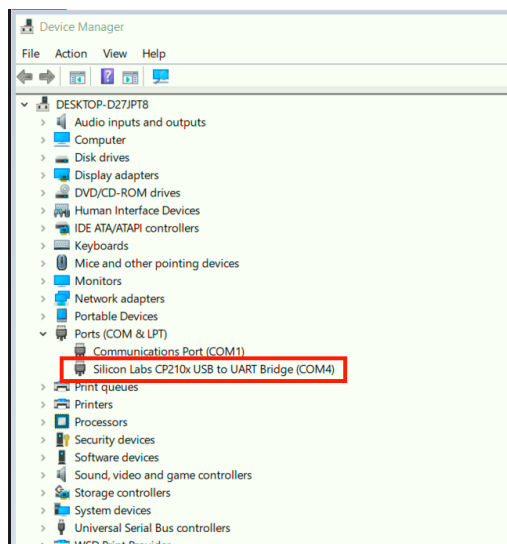 Device Manager
File Action View Help
DESKTOP-D27JPT8
Audio inputs and outputs
Computer
Disk drives
Display adapters
DVD/CD-ROM drives
Human Interface Devices
IDE ATA/ATAPI controllers
Keyboards
Mice and other pointing devices
Monitors
Network adapters
Portable Devices
Ports (COM & LPT)
Communications Port (COM1)
Silicon Labs CP210x USB to UART Bridge (COM4)
Print queues
Printers
Processors
Security devices
Software devices
Sound, video and game controllers
Storage controllers
System devices
Universal Serial Bus controllers
WSD Print Provider